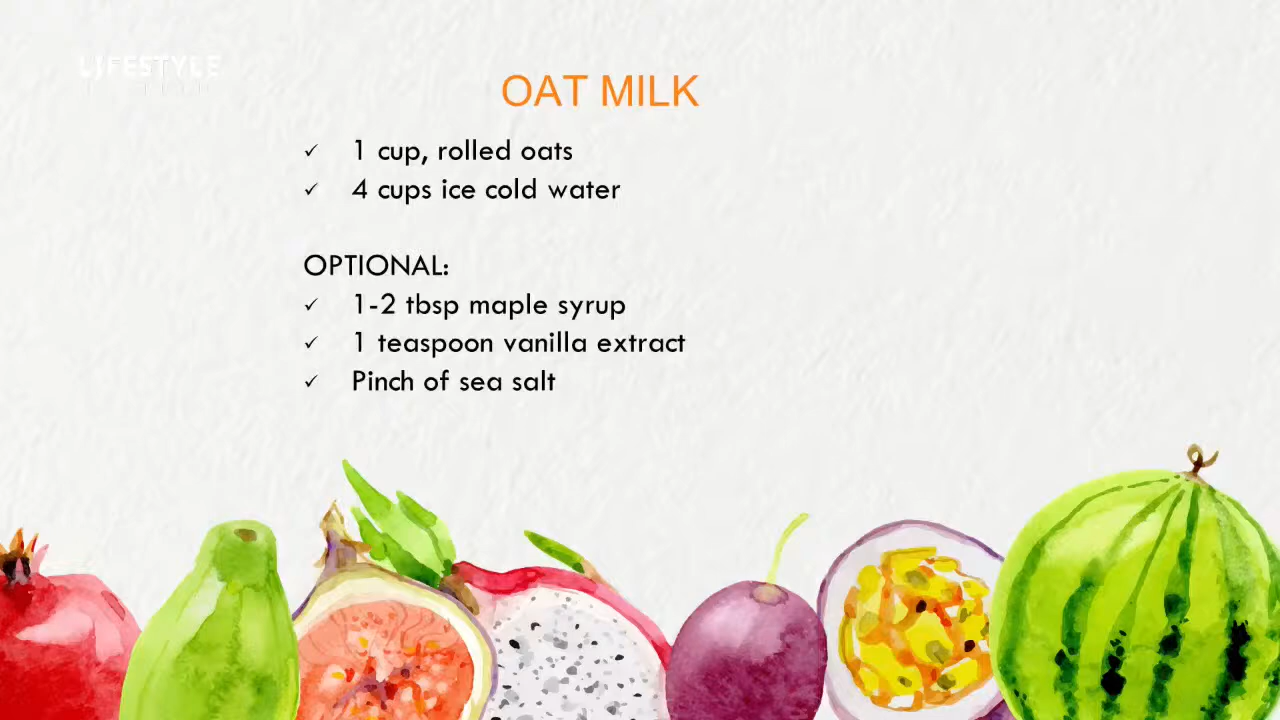 LIFESTYLE
OAT MILK
✓ 1 cup, rolled oats
✓ 4 cups ice cold water
OPTIONAL:
✓ 1-2 tbsp maple syrup
✓ 1 teaspoon vanilla extract
✓ Pinch of sea salt